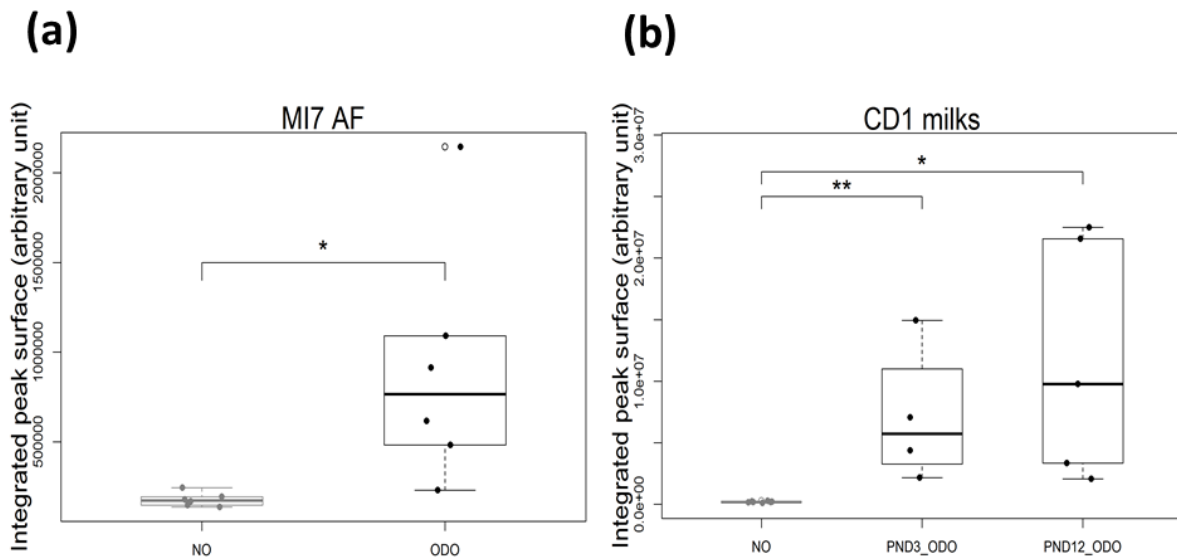 (a)
MI7 AF
Integrated peak surface (arbitrary unit)
2000000
1500000
1000000
500000
*
NO
ODO
(b)
CD1 milks
Integrated peak surface (arbitrary unit)
3.0e+07
2.0e+07
1.0e+07
0.0e+00
*
**
NO
PND3_ODO
PND12_ODO